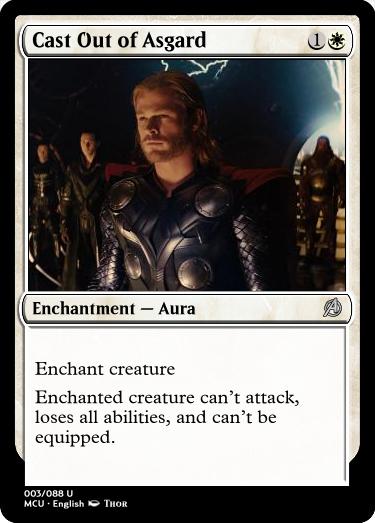 Cast Out of Asgard 1
Enchantment — Aura
Enchant creature
Enchanted creature can't attack,
loses all abilities, and can't be
equipped.
003/088 U
MCU • English Thor